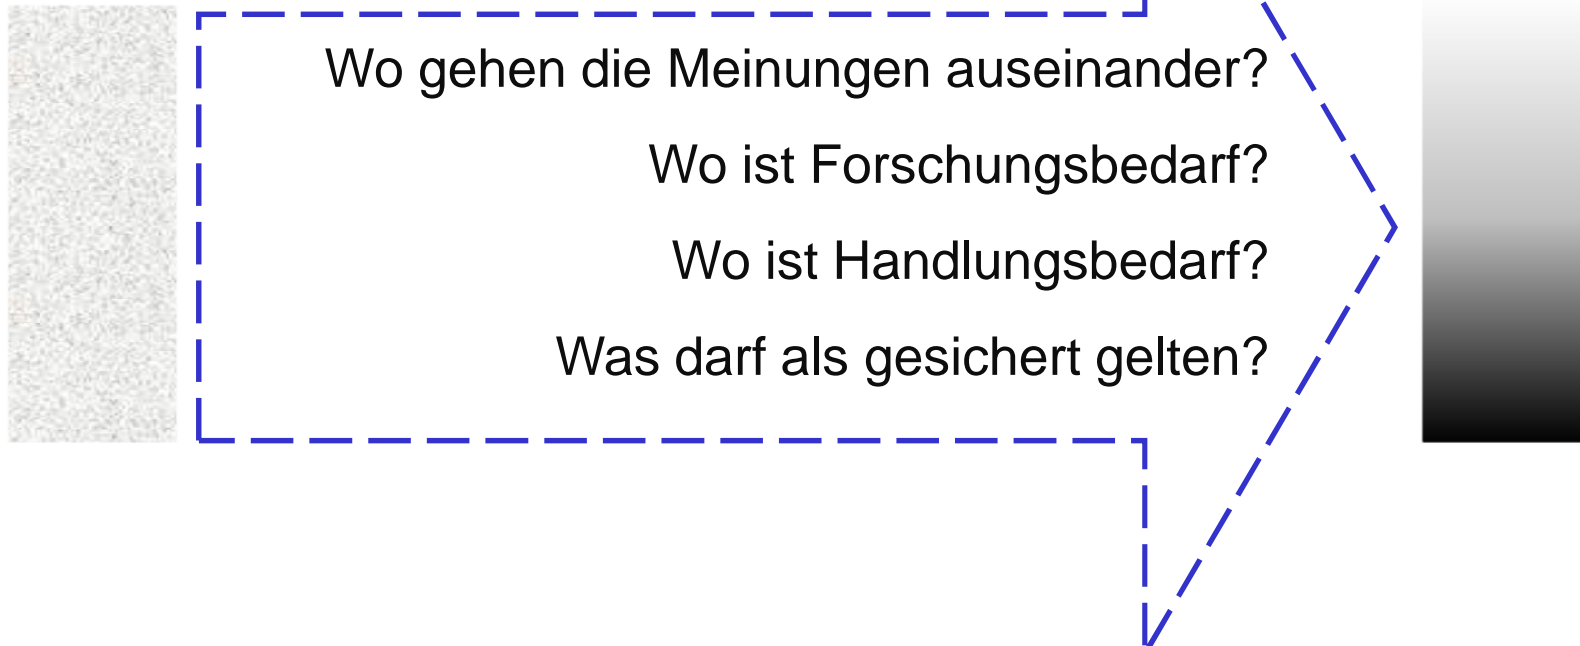 Wo gehen die Meinungen auseinander?
Wo ist Forschungsbedarf?
Wo ist Handlungsbedarf?
Was darf als gesichert gelten?